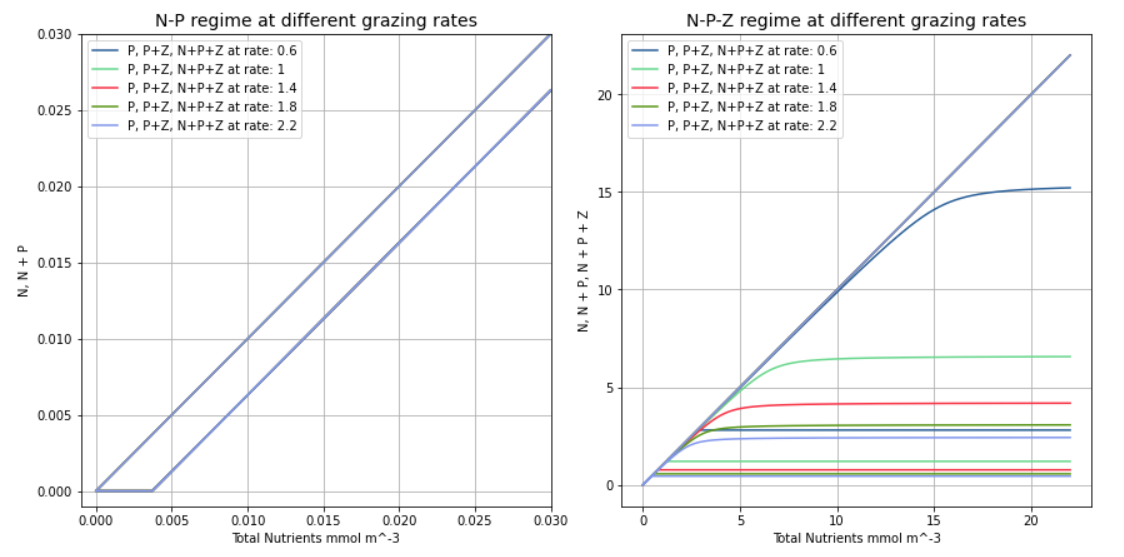 N-P regime at different grazing rates
N, N + P
0.030
0.025
0.020
0.015
0.010
0.005
0.000
P, P+Z, N+P+Z at rate: 0.6
P, P+Z, N+P+Z at rate: 1
P, P+Z, N+P+Z at rate: 1.4
P, P+Z, N+P+Z at rate: 1.8
P, P+Z, N+P+Z at rate: 2.2
0.000 0.005 0.010 0.015 0.020 0.025 0.030
Total Nutrients mmol m^-3
N-P-Z regime at different grazing rates
N, N + P, N + P + Z
20
15
10
5
0
P, P+Z, N+P+Z at rate: 0.6
P, P+Z, N+P+Z at rate: 1
P, P+Z, N+P+Z at rate: 1.4
P, P+Z, N+P+Z at rate: 1.8
P, P+Z, N+P+Z at rate: 2.2
0 5 10 15 20
Total Nutrients mmol m^-3